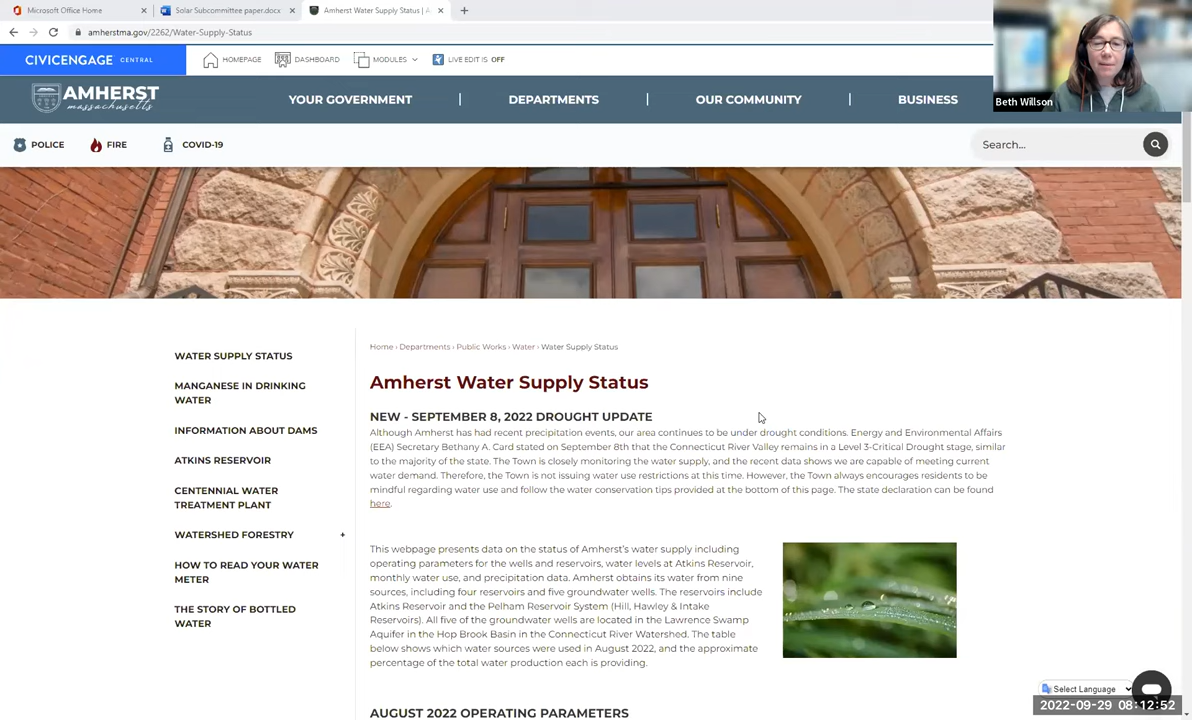 Microsoft Office Home
Solar Subcommittee paper.docx
Amherst Water Supply Status | A
amherstma.gov/2262/Water-Supply-Status
CIVICENGAGE CENTRAL
HOMEPAGE
DASHBOARD
MODULES
LIVE EDIT IS OFF
Beth Willson
AMHERST
Massachusetts
YOUR GOVERNMENT
DEPARTMENTS
OUR COMMUNITY
BUSINESS
POLICE
FIRE
COVID-19
Search...
WATER SUPPLY STATUS
MANGANESE IN DRINKING
WATER
INFORMATION ABOUT DAMS
ATKINS RESERVOIR
CENTENNIAL WATER
TREATMENT PLANT
WATERSHED FORESTRY +
HOW TO READ YOUR WATER
METER
THE STORY OF BOTTLED
WATER
Home › Departments › Public Works › Water › Water Supply Status
Amherst Water Supply Status
NEW - SEPTEMBER 8, 2022 DROUGHT UPDATE
Although Amherst has had recent precipitation events, our area continues to be under drought conditions. Energy and Environmental Affairs
(EEA) Secretary Bethany A. Card stated on September 8th that the Connecticut River Valley remains in a Level 3-Critical Drought stage, similar
to the majority of the state. The Town is closely monitoring the water supply, and the recent data shows we are capable of meeting current
water demand. Therefore, the Town is not issuing water use restrictions at this time. However, the Town always encourages residents to be
mindful regarding water use and follow the water conservation tips provided at the bottom of this page. The state declaration can be found
here.
This webpage presents data on the status of Amherst's water supply including
operating parameters for the wells and reservoirs, water levels at Atkins Reservoir,
monthly water use, and precipitation data. Amherst obtains its water from nine
sources, including four reservoirs and five groundwater wells. The reservoirs include
Atkins Reservoir and the Pelham Reservoir System (Hill, Hawley & Intake
Reservoirs). All five of the groundwater wells are located in the Lawrence Swamp
Aquifer in the Hop Brook Basin in the Connecticut River Watershed. The table
below shows which water sources were used in August 2022, and the approximate
percentage of the total water production each is providing.
AUGUST 2022 OPERATING PARAMETERS
Select Language
2022-09-29 08:12:52